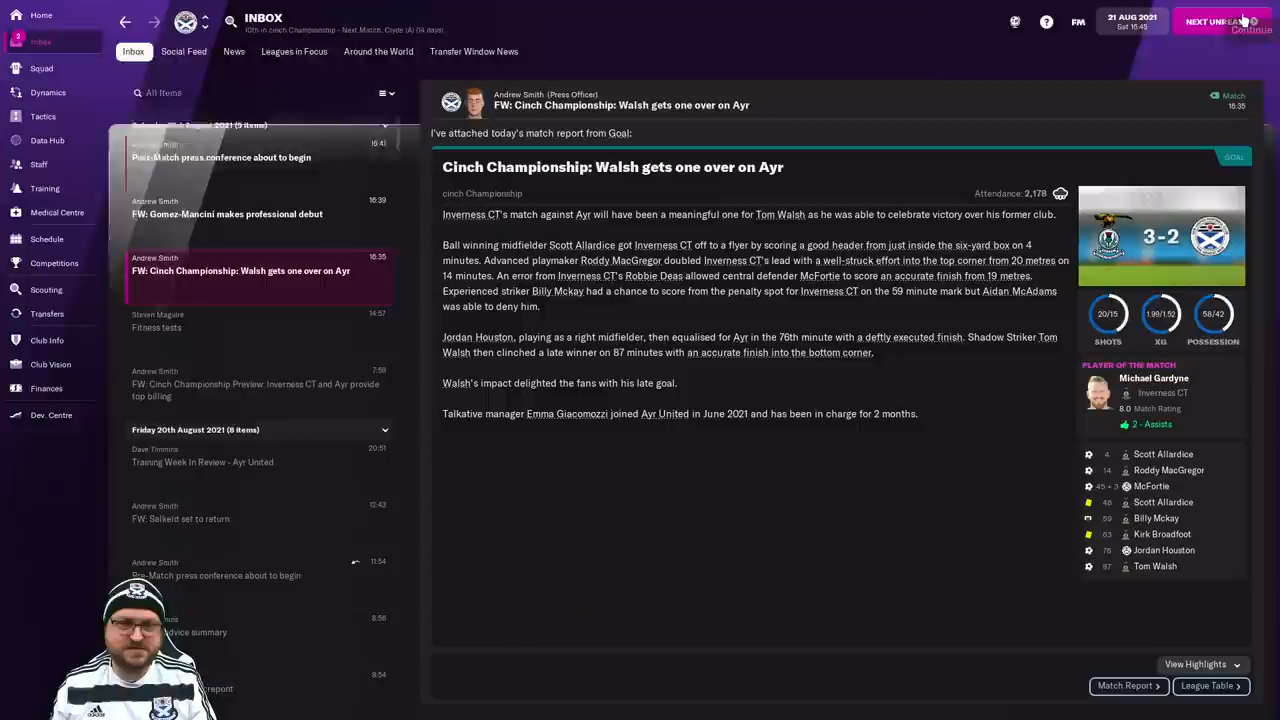 Home
INBOX
10th in cinch Championship - Next Match, Clyde (A) (14 days)
21 AUG 2021
Sat 16:45
FM
Continue
2
Inbox
Inbox
Social Feed
News
Leagues in Focus
Around the World
Transfer Window News
Squad
Dynamics
Tactics
Data Hub
Staff
Training
Medical Centre
Schedule
Competitions
Scouting
Transfers
Club Info
Club Vision
Finances
Dev. Centre
All Items
August 2021 (5 items)
16:41
Post-Match press conference about to begin
Andrew Smith
16:39
FW: Gomez-Mancini makes professional debut
Andrew Smith
16:35
FW: Cinch Championship: Walsh gets one over on Ayr
Steven Maguire
14:57
Fitness tests
Andrew Smith
7:59
FW: Cinch Championship Preview: Inverness CT and Ayr provide
top billing
Friday 20th August 2021 (8 items)
Dave Timmins
20:51
Training Week In Review - Ayr United
Andrew Smith
12:43
FW: Salkeld set to return
Andrew Smith
11:54
Pre-Match press conference about to begin
8:56
advice summary
8:54
Andrew Smith (Press Officer)
FW: Cinch Championship: Walsh gets one over on Ayr
Match
16:35
I've attached today's match report from Goal:
Cinch Championship: Walsh gets one over on Ayr
GOAL
cinch Championship
Attendance: 2,178
Inverness CT's match against Ayr will have been a meaningful one for Tom Walsh as he was able to celebrate victory over his former club.
Ball winning midfielder Scott Allardice got Inverness CT off to a flyer by scoring a good header from just inside the six-yard box on 4
minutes. Advanced playmaker Roddy MacGregor doubled Inverness CT's lead with a well-struck effort into the top corner from 20 metres on
14 minutes. An error from Inverness CT's Robbie Deas allowed central defender McFortie to score an accurate finish from 19 metres.
Experienced striker Billy Mckay had a chance to score from the penalty spot for Inverness CT on the 59 minute mark but Aidan McAdams
was able to deny him.
Jordan Houston, playing as a right midfielder, then equalised for Ayr in the 76th minute with a deftly executed finish. Shadow Striker Tom
Walsh then clinched a late winner on 87 minutes with an accurate finish into the bottom corner.
Walsh's impact delighted the fans with his late goal.
Talkative manager Emma Giacomozzi joined Ayr United in June 2021 and has been in charge for 2 months.
3-2
20/15
1.99/1.52
58/42
SHOTS
XG
POSSESSION
PLAYER OF THE MATCH
Michael Gardyne
Inverness CT
8.0 Match Rating
2 - Assists
4 Scott Allardice
14 Roddy MacGregor
45 + 3 McFortie
46 Scott Allardice
59 Billy Mckay
63 Kirk Broadfoot
76 Jordan Houston
87 Tom Walsh
View Highlights
Match Report
League Table